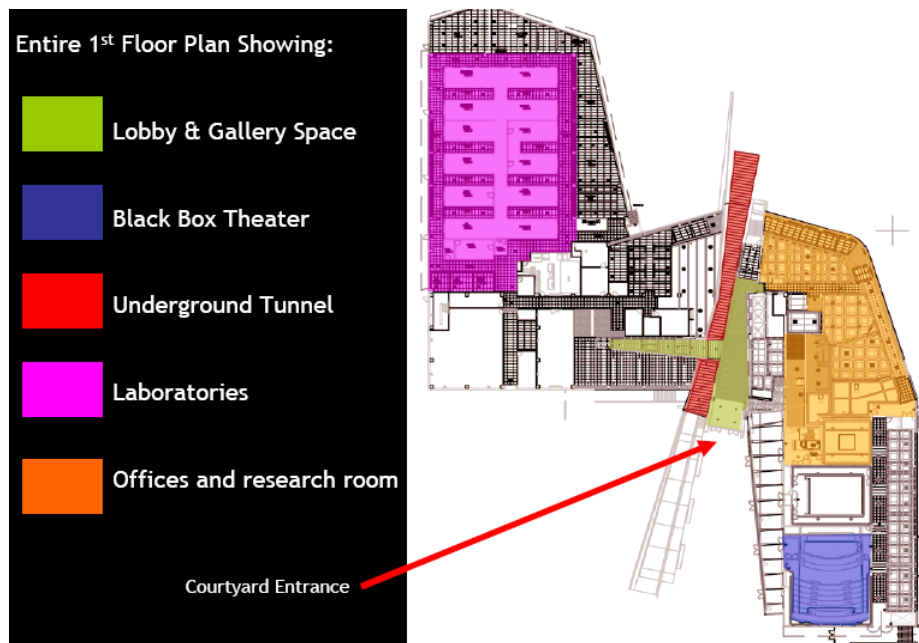 Entire 1st Floor Plan Showing:
Lobby & Gallery Space
Black Box Theater
Underground Tunnel
Laboratories
Offices and research room
Courtyard Entrance